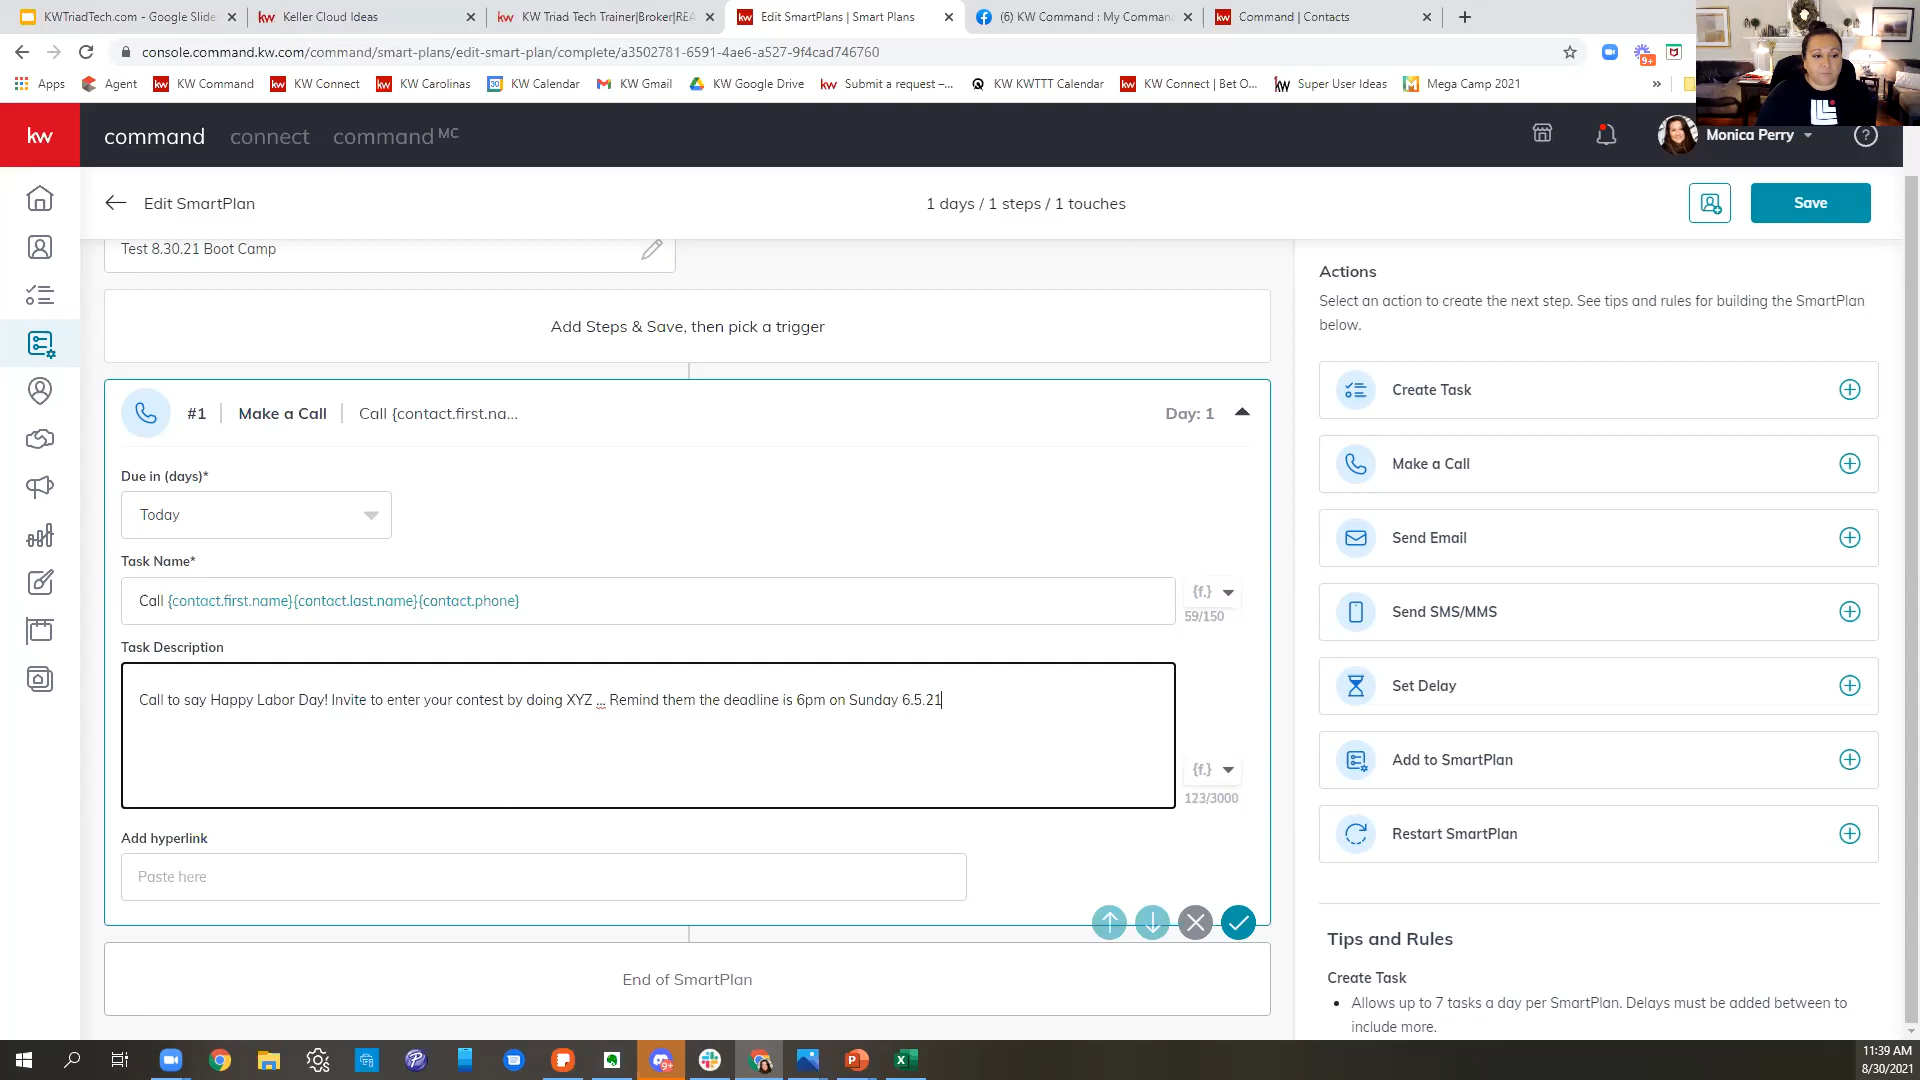 KWTriadTech.com - Google Slide
Keller Cloud Ideas
KW Triad Tech Trainer|Broker|REA
Edit SmartPlans | Smart Plans
(6) KW Command : My Comman
Command | Contacts
console.command.kw.com/command/smart-plans/edit-smart-plan/complete/a3502781-6591-4ae6-a527-9f4cad746760
9+
Apps
Agent
kw KW Command
kw KW Connect
kw KW Carolinas
KW Calendar
KW Gmail
KW Google Drive
kw Submit a request –...
KW KWTTT Calendar
kw KW Connect | Bet O...
kw Super User Ideas
Mega Camp 2021
»
kw
command
connect
command MC
Monica Perry
?
Edit SmartPlan
1 days / 1 steps / 1 touches
Save
Test 8.30.21 Boot Camp
Add Steps & Save, then pick a trigger
#1
Make a Call
Call {contact.first.na...
Day: 1
Due in (days)*
Today
Task Name*
Call {contact.first.name}{contact.last.name}{contact.phone}
{f.}
59/150
Task Description
Call to say Happy Labor Day! Invite to enter your contest by doing XYZ ... Remind them the deadline is 6pm on Sunday 6.5.21
{f.}
123/3000
Add hyperlink
Paste here
End of SmartPlan
Actions
Select an action to create the next step. See tips and rules for building the SmartPlan
below.
Create Task
Make a Call
Send Email
Send SMS/MMS
Set Delay
Add to SmartPlan
Restart SmartPlan
Tips and Rules
Create Task
• Allows up to 7 tasks a day per SmartPlan. Delays must be added between to
include more.
9+
11:39 AM
8/30/2021